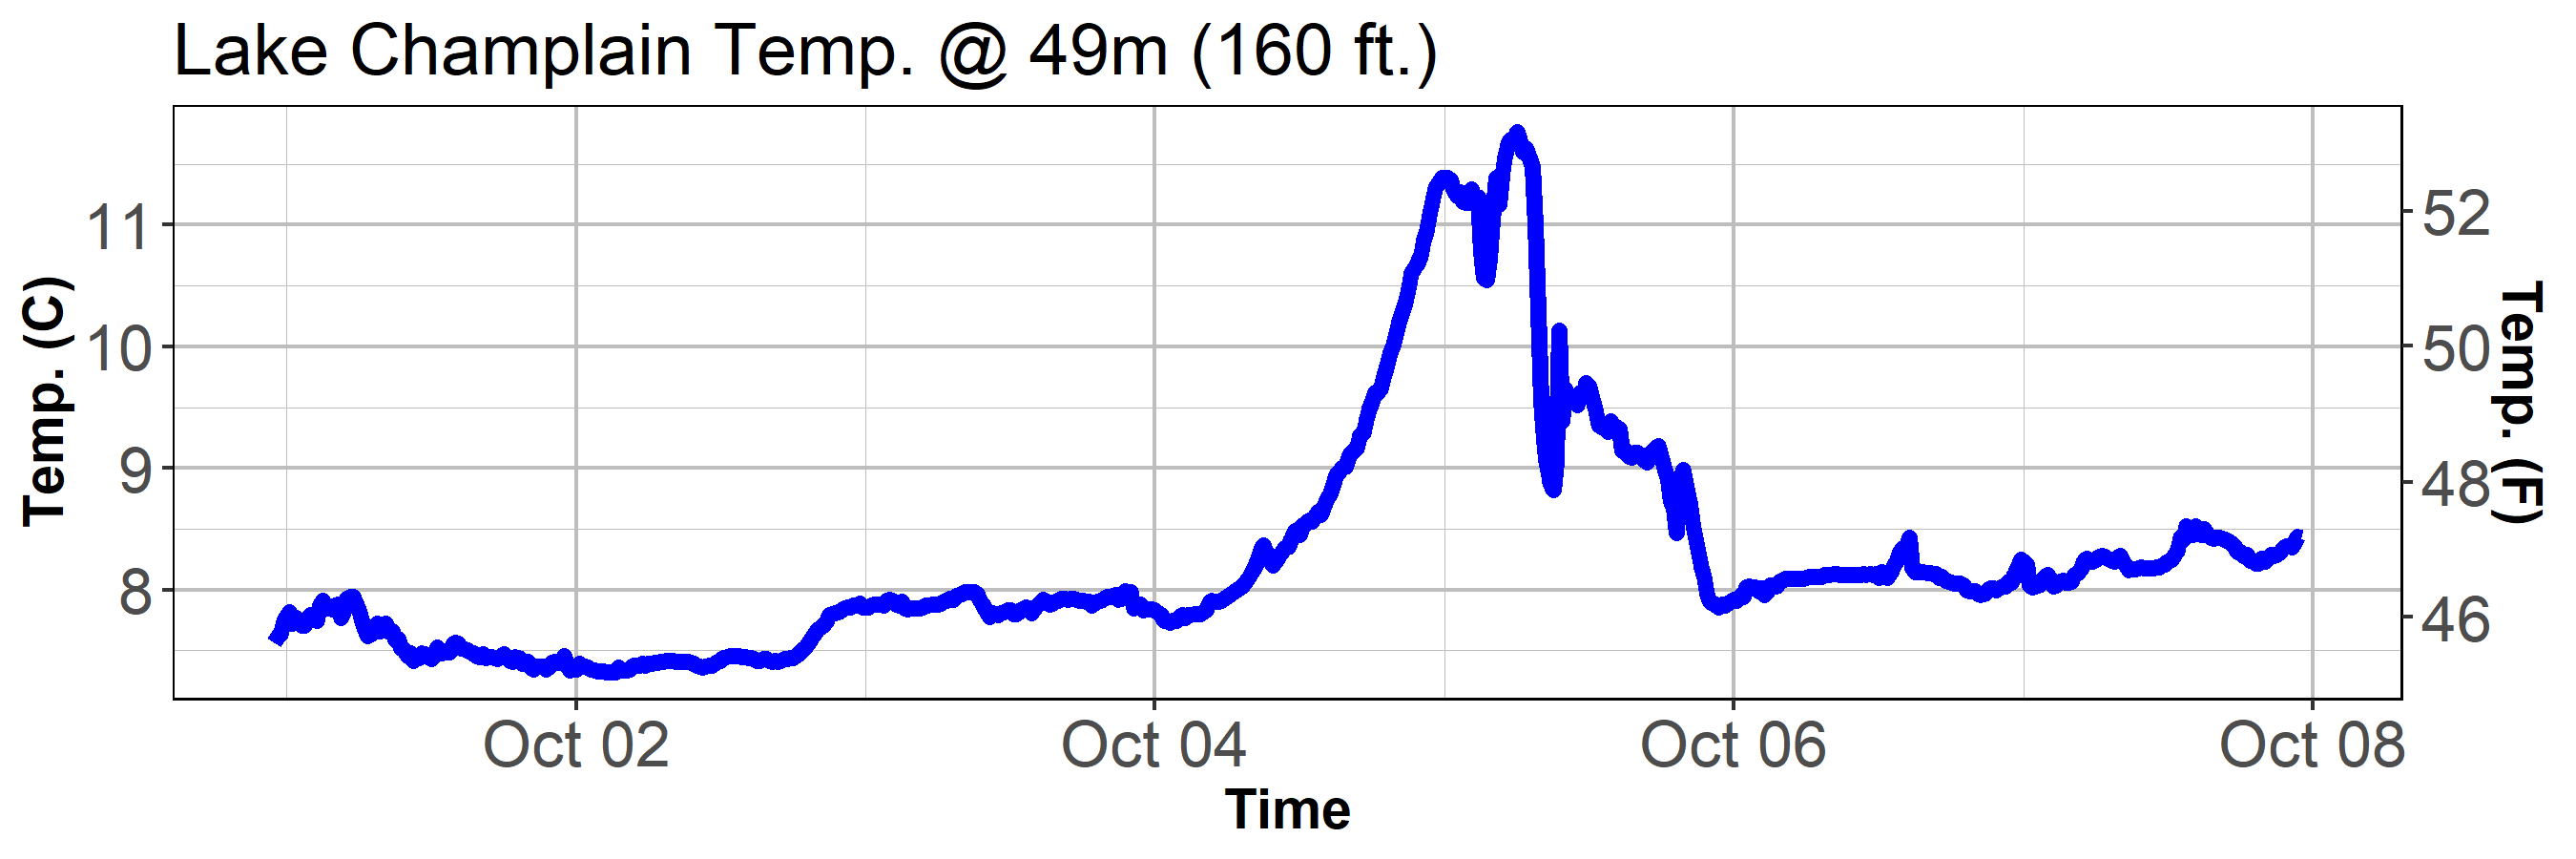 Lake Champlain Temp. @ 49m (160 ft.)
Temp. (C)
11
10
9
8
52
50
48
46
Temp. (F)
Oct 02 Oct 04 Oct 06 Oct 08
Time